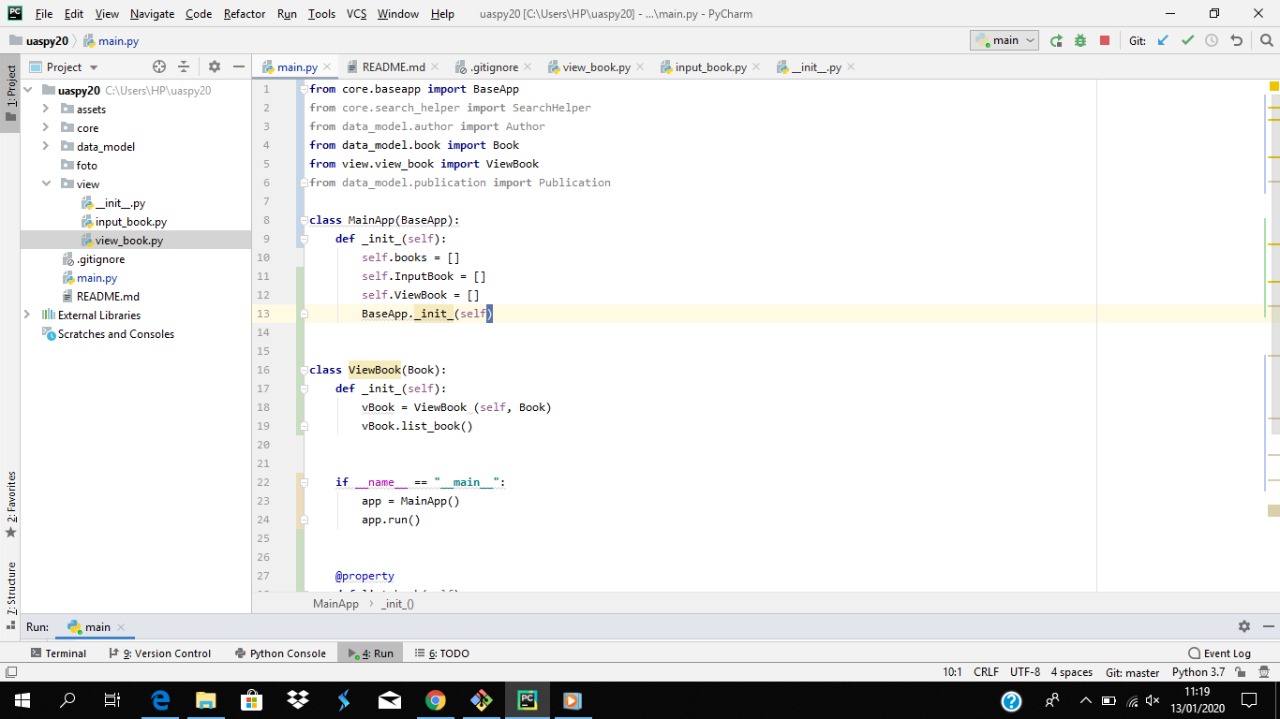 File Edit View Navigate Code Refactor Run Tools VCS Window Help uaspy20 [C:\Users\HP\uaspy20] - ...\main.py - PyCharm
uaspy20 main.py main Git:
Project main.py README.md .gitignore view_book.py input_book.py __init__.py
1: Project
uaspy20 C:\Users\HP\uaspy20
assets
core
data_model
foto
view
__init__.py
input_book.py
view_book.py
.gitignore
main.py
README.md
External Libraries
Scratches and Consoles
2: Favorites
7: Structure
1 from core.baseapp import BaseApp
2 from core.search_helper import SearchHelper
3 from data_model.author import Author
4 from data_model.book import Book
5 from view.view_book import ViewBook
6 from data_model.publication import Publication
7
8 class MainApp(BaseApp):
9 def _init_(self):
10 self.books = []
11 self.InputBook = []
12 self.ViewBook = []
13 BaseApp._init_(self)
14
15
16 class ViewBook(Book):
17 def _init_(self):
18 vBook = ViewBook (self, Book)
19 vBook.list_book()
20
21
22 if __name__ == "__main__":
23 app = MainApp()
24 app.run()
25
26
27 @property
MainApp _init_()
Run: main
Terminal 9: Version Control Python Console 4: Run 6: TODO Event Log
10:1 CRLF UTF-8 4 spaces Git: master Python 3.7
11:19
13/01/2020